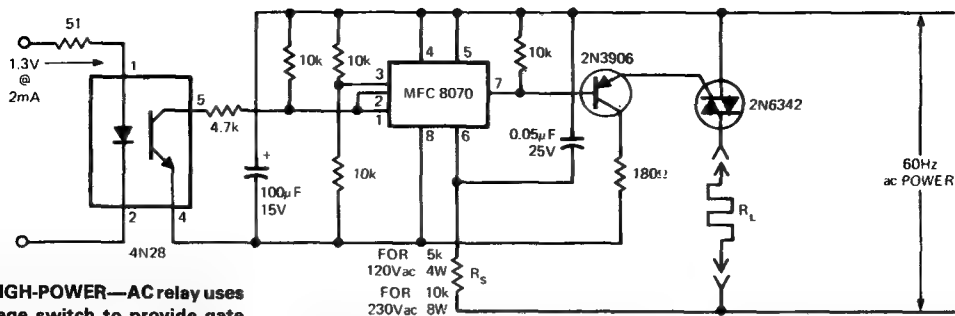 51
1.3V
@
2mA
1
2
5
4
4N28
4.7k
10k
10k
100µF
15V
+
10k
3
2
1
4
5
MFC 8070
7
8
6
10k
2N3906
0.05µF
25V
180Ω
2N6342
R_L
60Hz
ac POWER
FOR 5k
120Vac 4W
R_S
FOR 10k
230Vac 8W
IGH-POWER—AC relay uses
age switch to provide gate